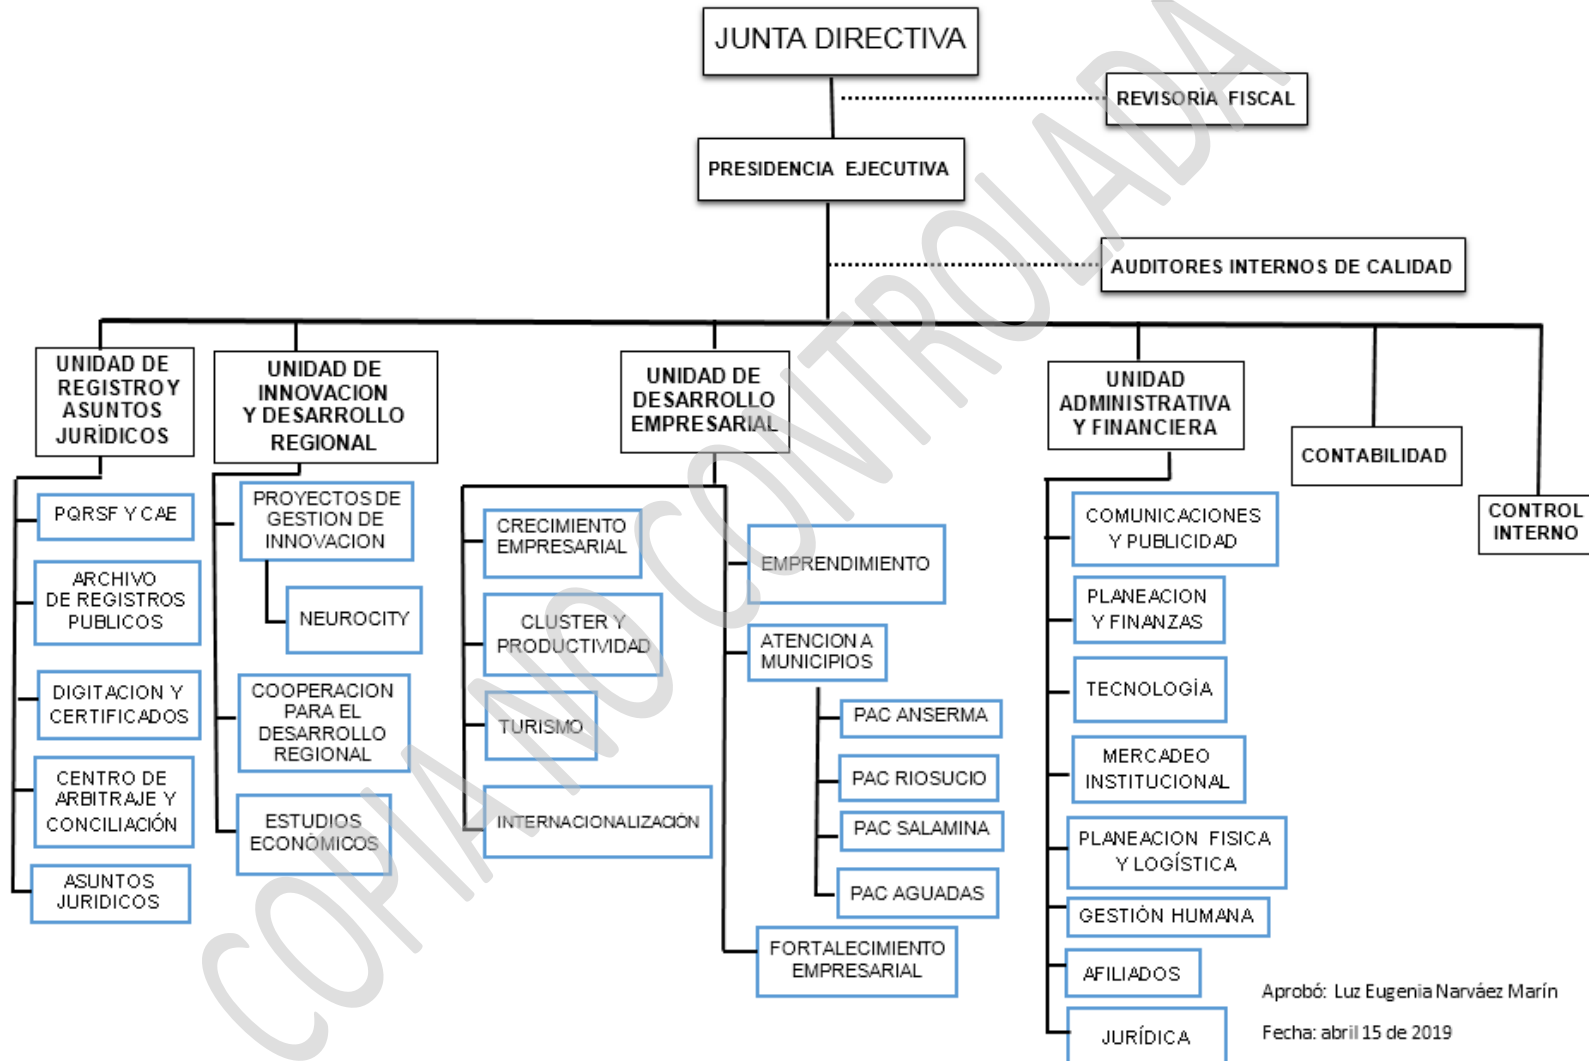 JUNTA DIRECTIVA
REVISORÍA FISCAL
PRESIDENCIA EJECUTIVA
AUDITORES INTERNOS DE CALIDAD
UNIDAD DE
REGISTRO Y
ASUNTOS
JURÍDICOS
PQRSF Y CAE
ARCHIVO
DE REGISTROS
PUBLICOS
DIGITACION Y
CERTIFICADOS
CENTRO DE
ARBITRAJE Y
CONCILIACIÓN
ASUNTOS
JURIDICOS
UNIDAD DE
INNOVACION
Y DESARROLLO
REGIONAL
PROYECTOS DE
GESTION DE
INNOVACION
NEUROCITY
COOPERACION
PARA EL
DESARROLLO
REGIONAL
ESTUDIOS
ECONÓMICOS
UNIDAD DE
DESARROLLO
EMPRESARIAL
CRECIMIENTO
EMPRESARIAL
CLUSTER Y
PRODUCTIVIDAD
TURISMO
INTERNACIONALIZACIÓN
EMPRENDIMIENTO
ATENCION A
MUNICIPIOS
PAC ANSERMA
PAC RIOSUCIO
PAC SALAMINA
PAC AGUADAS
FORTALECIMIENTO
EMPRESARIAL
UNIDAD
ADMINISTRATIVA
Y FINANCIERA
COMUNICACIONES
Y PUBLICIDAD
PLANEACION
Y FINANZAS
TECNOLOGÍA
MERCADEO
INSTITUCIONAL
PLANEACION FISICA
Y LOGÍSTICA
GESTIÓN HUMANA
AFILIADOS
JURÍDICA
CONTABILIDAD
CONTROL
INTERNO
Aprobó: Luz Eugenia Narváez Marín
Fecha: abril 15 de 2019
COPIA NO CONTROLADA